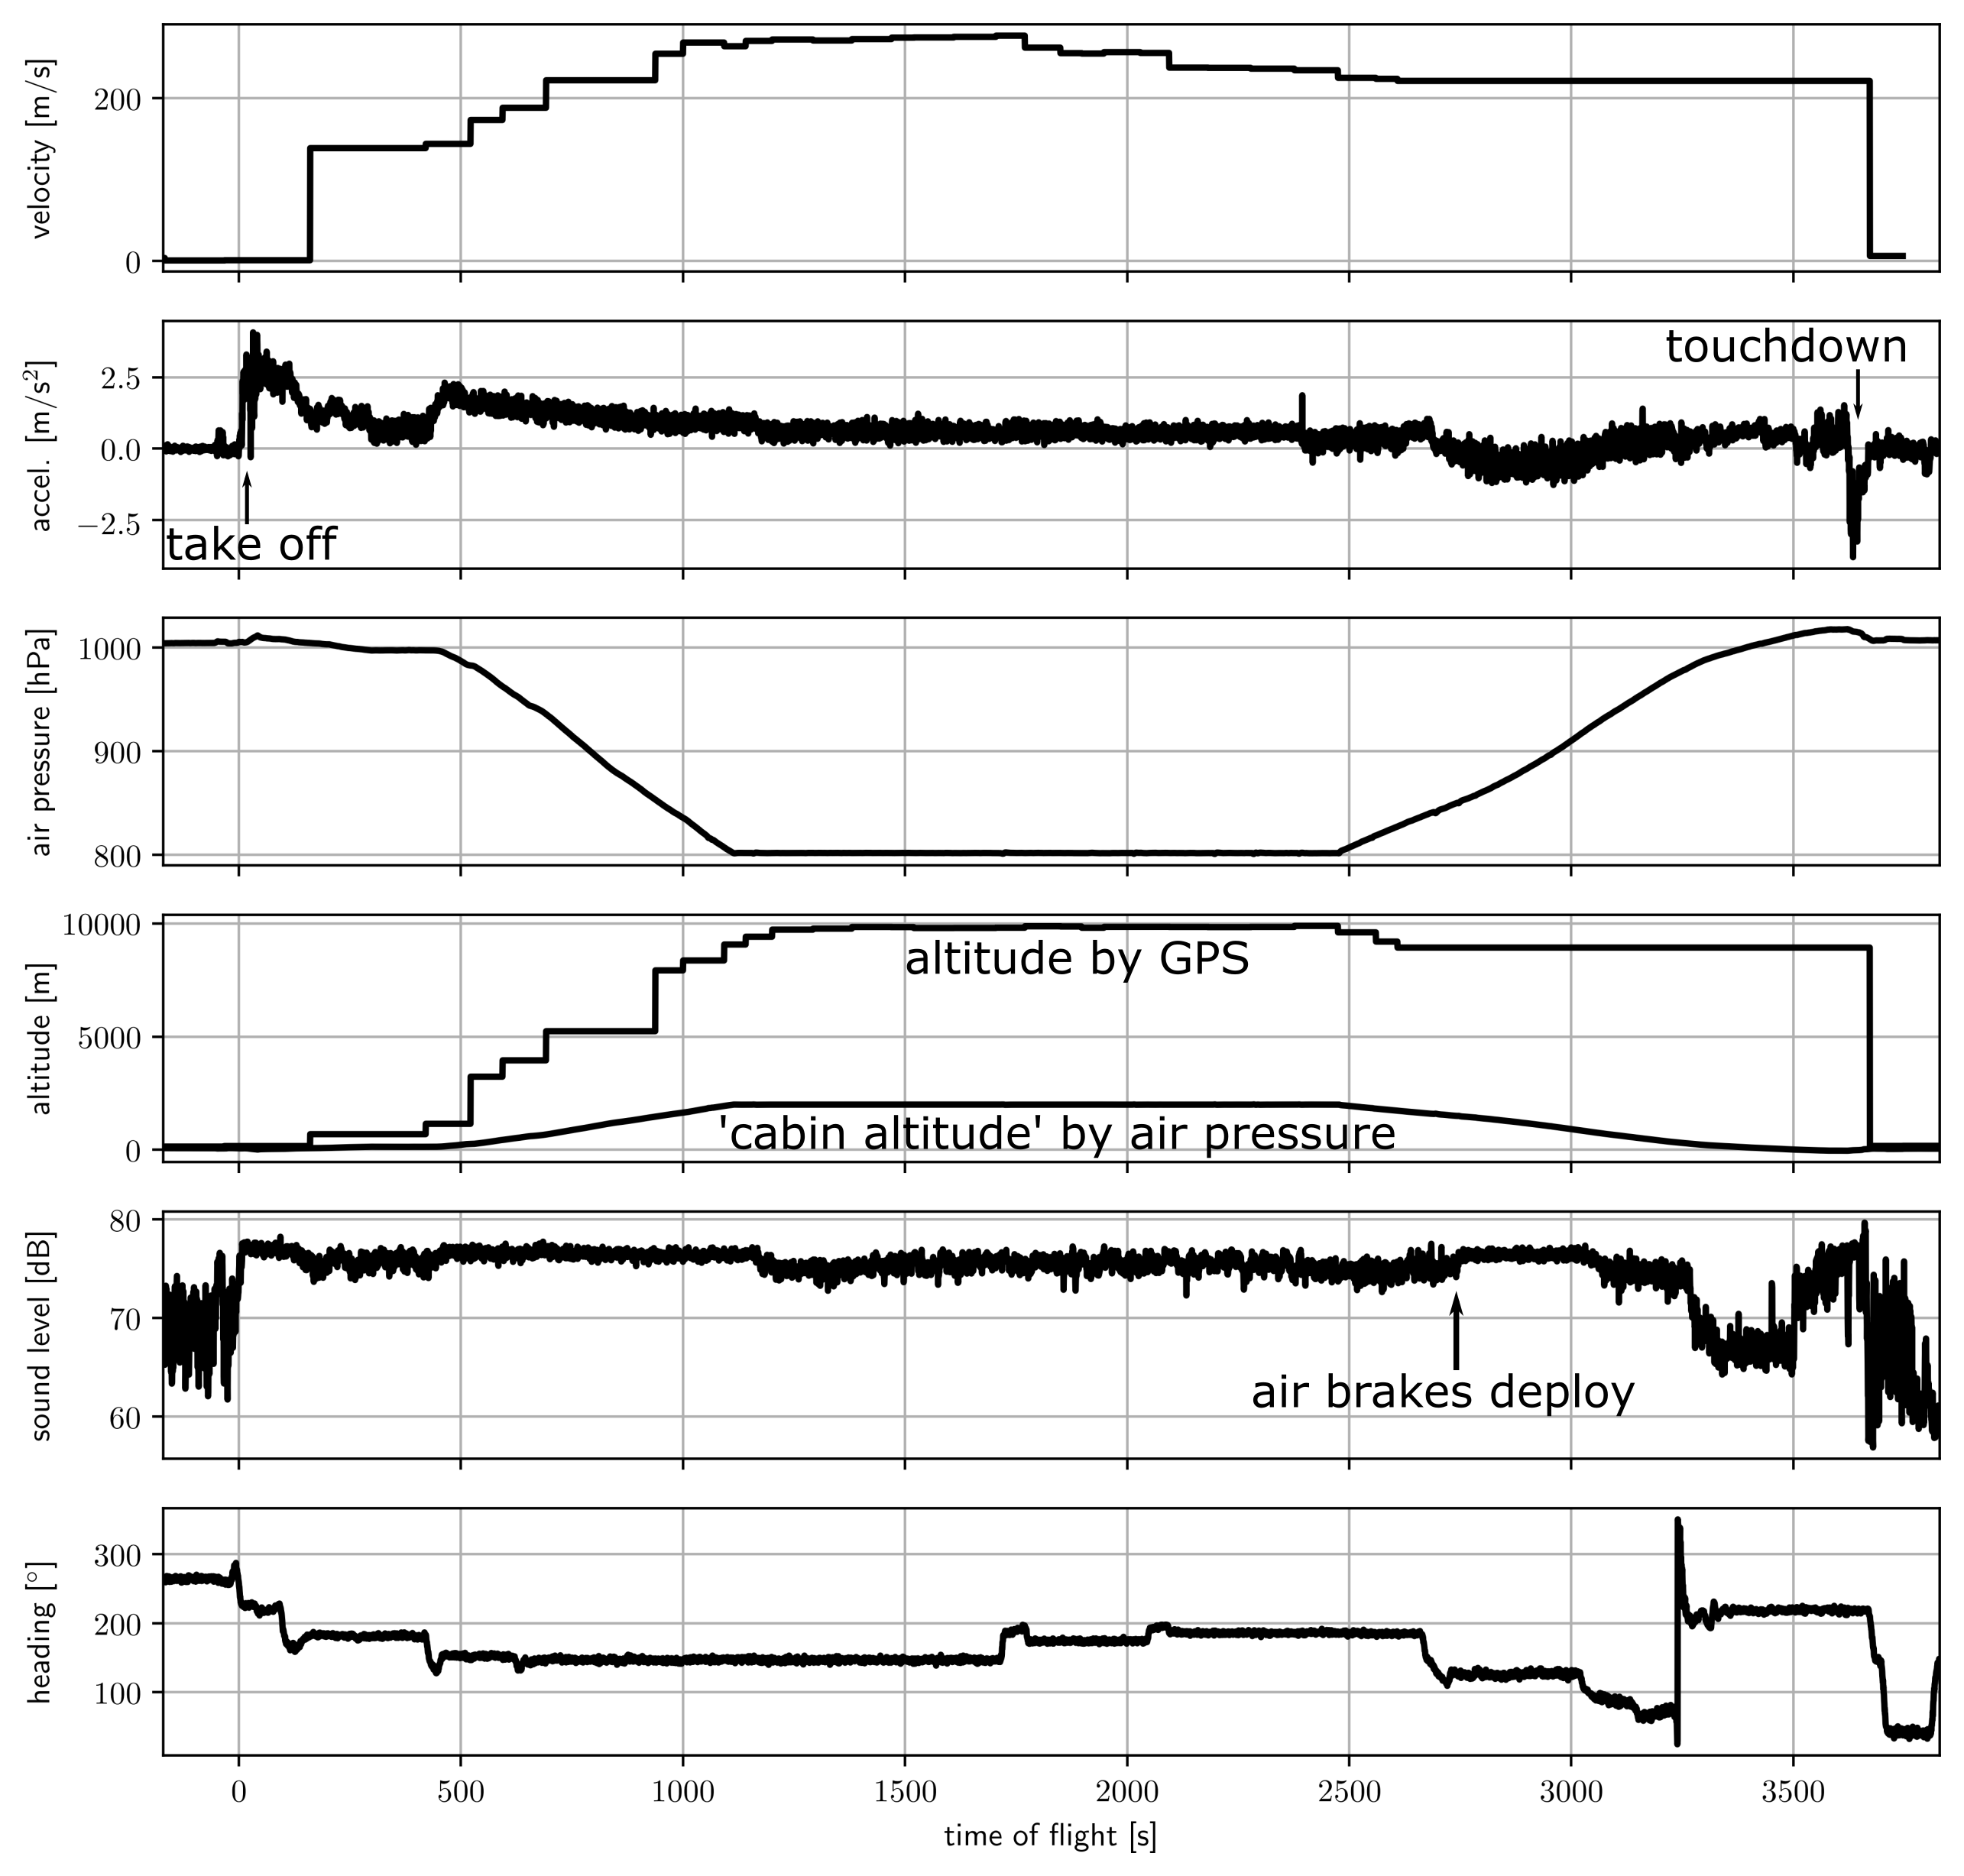 velocity [m/s]
200
0
accel. [m/s²]
2.5
0.0
−2.5
take off
touchdown
air pressure [hPa]
1000
900
800
altitude [m]
10000
5000
0
altitude by GPS
'cabin altitude' by air pressure
sound level [dB]
80
70
60
air brakes deploy
heading [°]
300
200
100
0 500 1000 1500 2000 2500 3000 3500
time of flight [s]